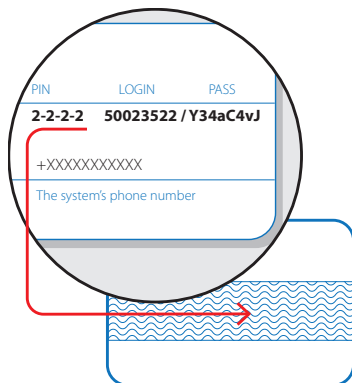 PIN LOGIN PASS
2-2-2-2 50023522 / Y34aC4vJ
+XXXXXXXXXXX
The system's phone number